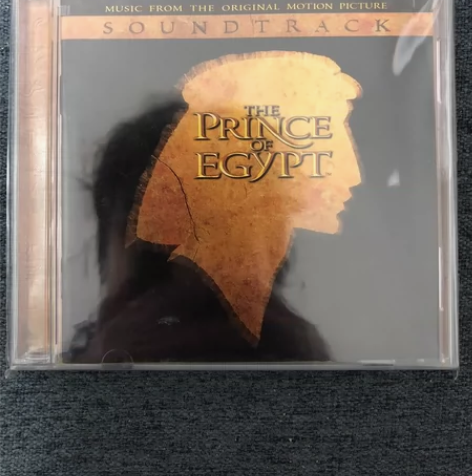 MUSIC FROM THE ORIGINAL MOTION PICTURE
SOUNDTRACK
THE
PRINCE
OF
EGYPT